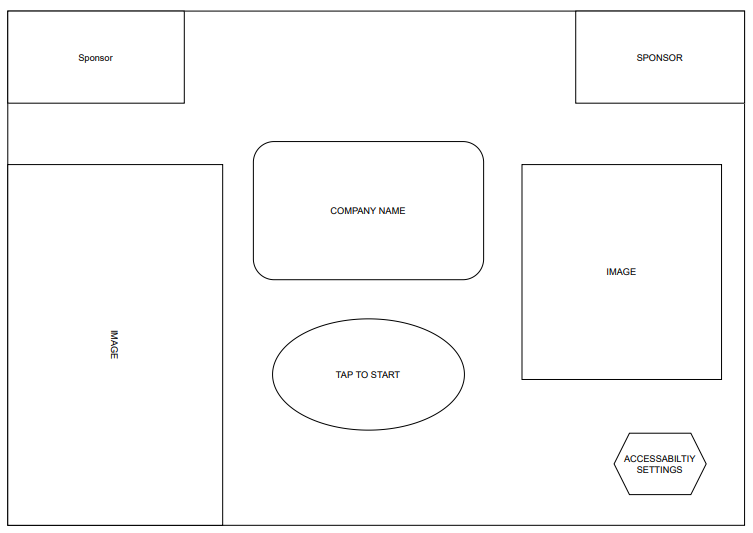 Sponsor
SPONSOR
COMPANY NAME
IMAGE
IMAGE
TAP TO START
ACCESSABILTIY
SETTINGS